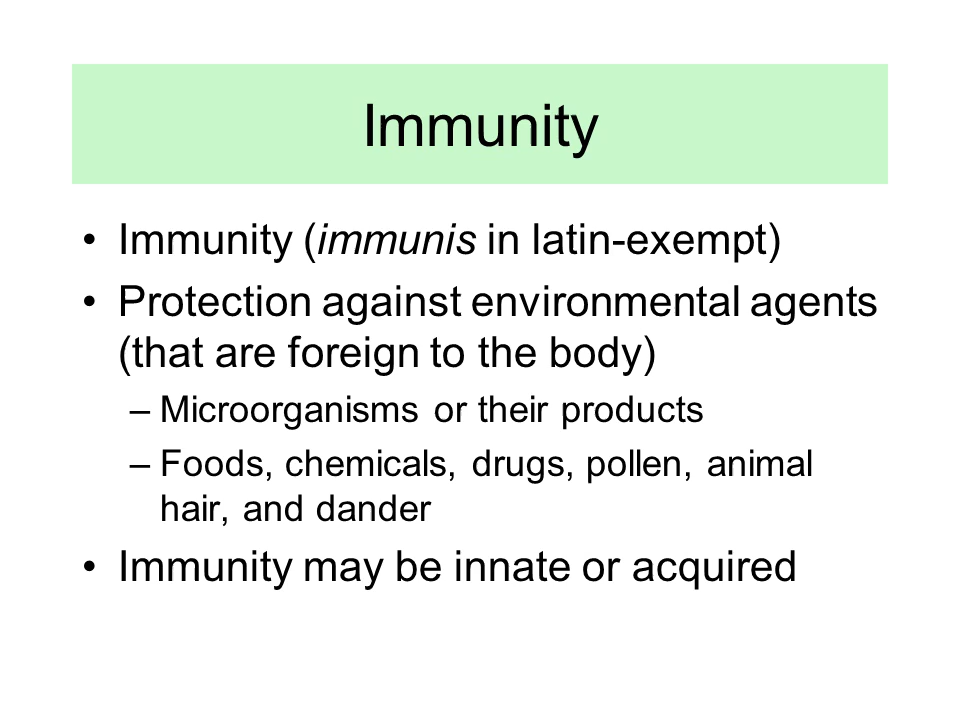 Immunity
• Immunity (immunis in latin-exempt)
• Protection against environmental agents
(that are foreign to the body)
– Microorganisms or their products
– Foods, chemicals, drugs, pollen, animal
hair, and dander
• Immunity may be innate or acquired